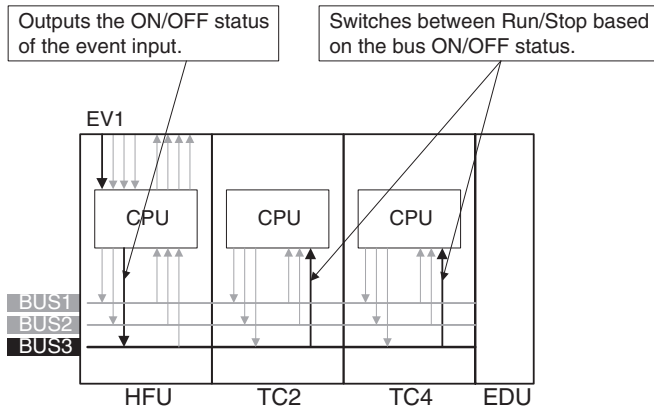 Outputs the ON/OFF status
of the event input.
Switches between Run/Stop based
on the bus ON/OFF status.
EV1
CPU
CPU
CPU
BUS1
BUS2
BUS3
HFU
TC2
TC4
EDU